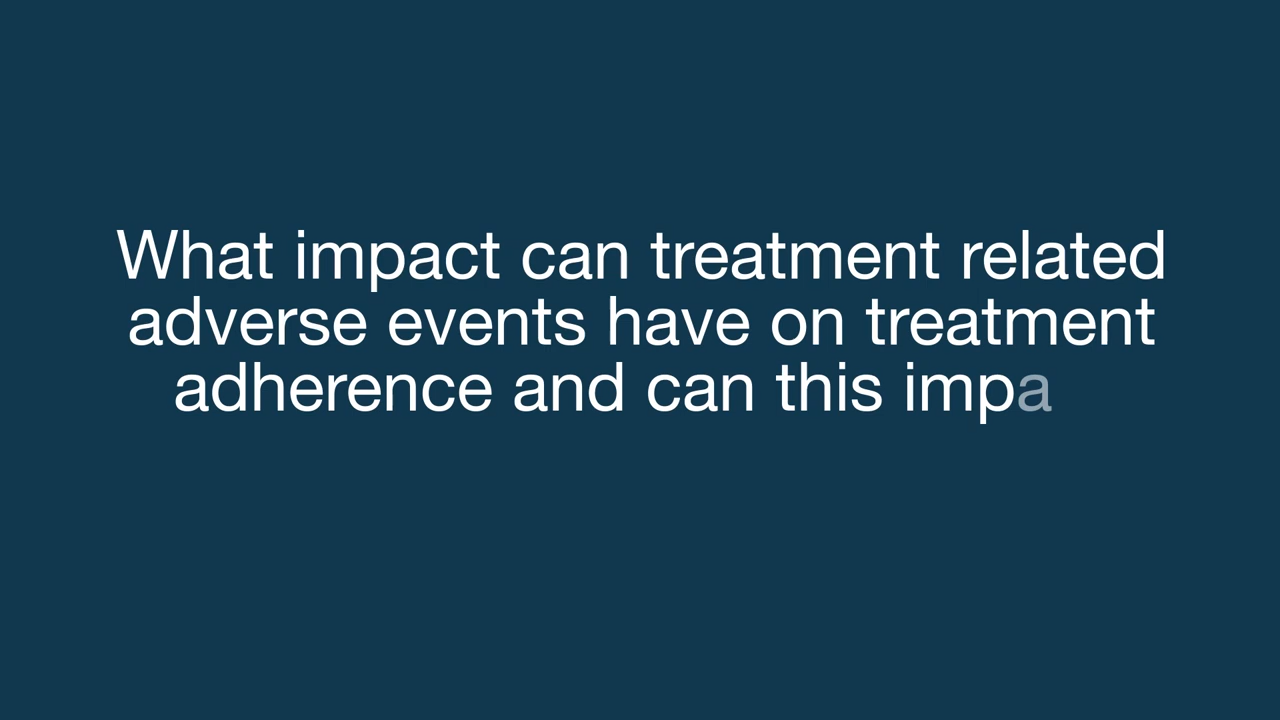 What impact can treatment related
adverse events have on treatment
adherence and can this impa